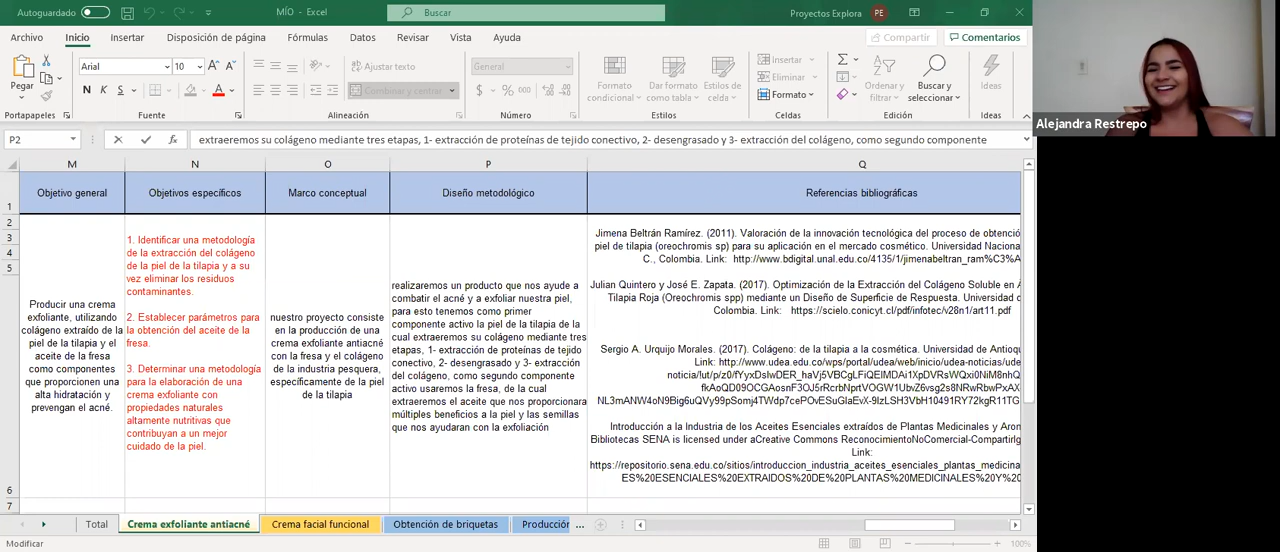 Autoguardado
MÍO - Excel
Buscar
Proyectos Explora
PE
Archivo Inicio Insertar Disposición de página Fórmulas Datos Revisar Vista Ayuda
Compartir Comentarios
Pegar
Arial 10
N K S
Ajustar texto
Combinar y centrar
General
$ % 000
Formato condicional
Dar formato como tabla
Estilos de celda
Insertar
Eliminar
Formato
Ordenar y filtrar
Buscar y seleccionar
Ideas
Portapapeles Fuente Alineación Número Estilos Celdas Edición Ideas
P2
fx
extraeremos su colágeno mediante tres etapas, 1- extracción de proteínas de tejido conectivo, 2- desengrasado y 3- extracción del colágeno, como segundo componente
M N O P Q
1
2
3
4
5
6
7
Objetivo general
Objetivos específicos
Marco conceptual
Diseño metodológico
Referencias bibliográficas
Producir una crema
exfoliante, utilizando
colágeno extraído de la
piel de la tilapia y el
aceite de la fresa
como componentes
que proporcionen una
alta hidratación y
prevengan el acné.
1. Identificar una metodología
de la extracción del colágeno
de la piel de la tilapia y a su
vez eliminar los residuos
contaminantes.
2. Establecer parámetros para
la obtención del aceite de la
fresa.
3. Determinar una metodología
para la elaboración de una
crema exfoliante con
propiedades naturales
altamente nutritivas que
contribuyan a un mejor
cuidado de la piel.
nuestro proyecto consiste
en la producción de una
crema exfoliante antiacné
con la fresa y el colágeno
de la industria pesquera,
específicamente de la piel
de la tilapia
realizaremos un producto que nos ayude a
combatir el acné y a exfoliar nuestra piel,
para esto tenemos como primer
componente activo la piel de la tilapia de la
cual extraeremos su colágeno mediante tres
etapas, 1- extracción de proteínas de tejido
conectivo, 2- desengrasado y 3- extracción
del colágeno, como segundo componente
activo usaremos la fresa, de la cual
extraeremos el aceite que nos proporcionara
múltiples beneficios a la piel y las semillas
que nos ayudaran con la exfoliación
Jimena Beltrán Ramírez. (2011). Valoración de la innovación tecnológica del proceso de obtenció
piel de tilapia (oreochromis sp) para su aplicación en el mercado cosmético. Universidad Naciona
C., Colombia. Link: http://www.bdigital.unal.edu.co/4135/1/jimenabeltran_ram%C3%A
Julian Quintero y José E. Zapata. (2017). Optimización de la Extracción del Colágeno Soluble en Á
Tilapia Roja (Oreochromis spp) mediante un Diseño de Superficie de Respuesta. Universidad d
Colombia. Link: https://scielo.conicyt.cl/pdf/infotec/v28n1/art11.pdf
Sergio A. Urquijo Morales. (2017). Colágeno: de la tilapia a la cosmética. Universidad de Antioq
Link: http://www.udea.edu.co/wps/portal/udea/web/inicio/udea-noticias/ude
Introducción a la Industria de los Aceites Esenciales extraídos de Plantas Medicinales y Aron
Bibliotecas SENA is licensed under aCreative Commons ReconocimientoNoComercial-CompartirIg
Link:
https://repositorio.sena.edu.co/sitios/introduccion_industria_aceites_esenciales_plantas_medicina
ES%20ESENCIALES%20EXTRAIDOS%20DE%20PLANTAS%20MEDICINALES%20Y%20
Total Crema exfoliante antiacné Crema facial funcional Obtención de briquetas Producción ...
Modificar
100%
Alejandra Restrepo